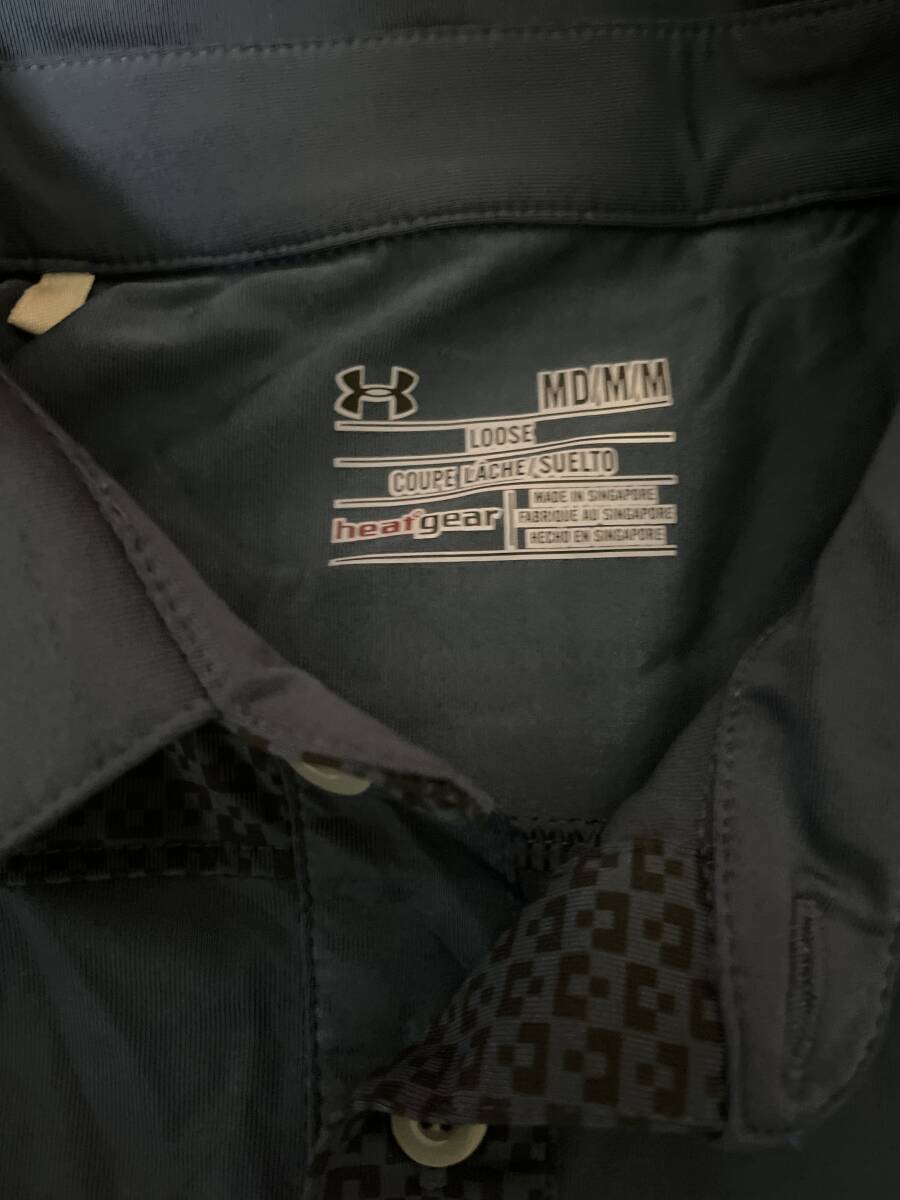 MD/M/M
LOOSE
COUPE LÂCHE/SUELTO
heatgear
MADE IN SINGAPORE
FABRIQUÉ AU SINGAPORE
HECHO EN SINGAPORE